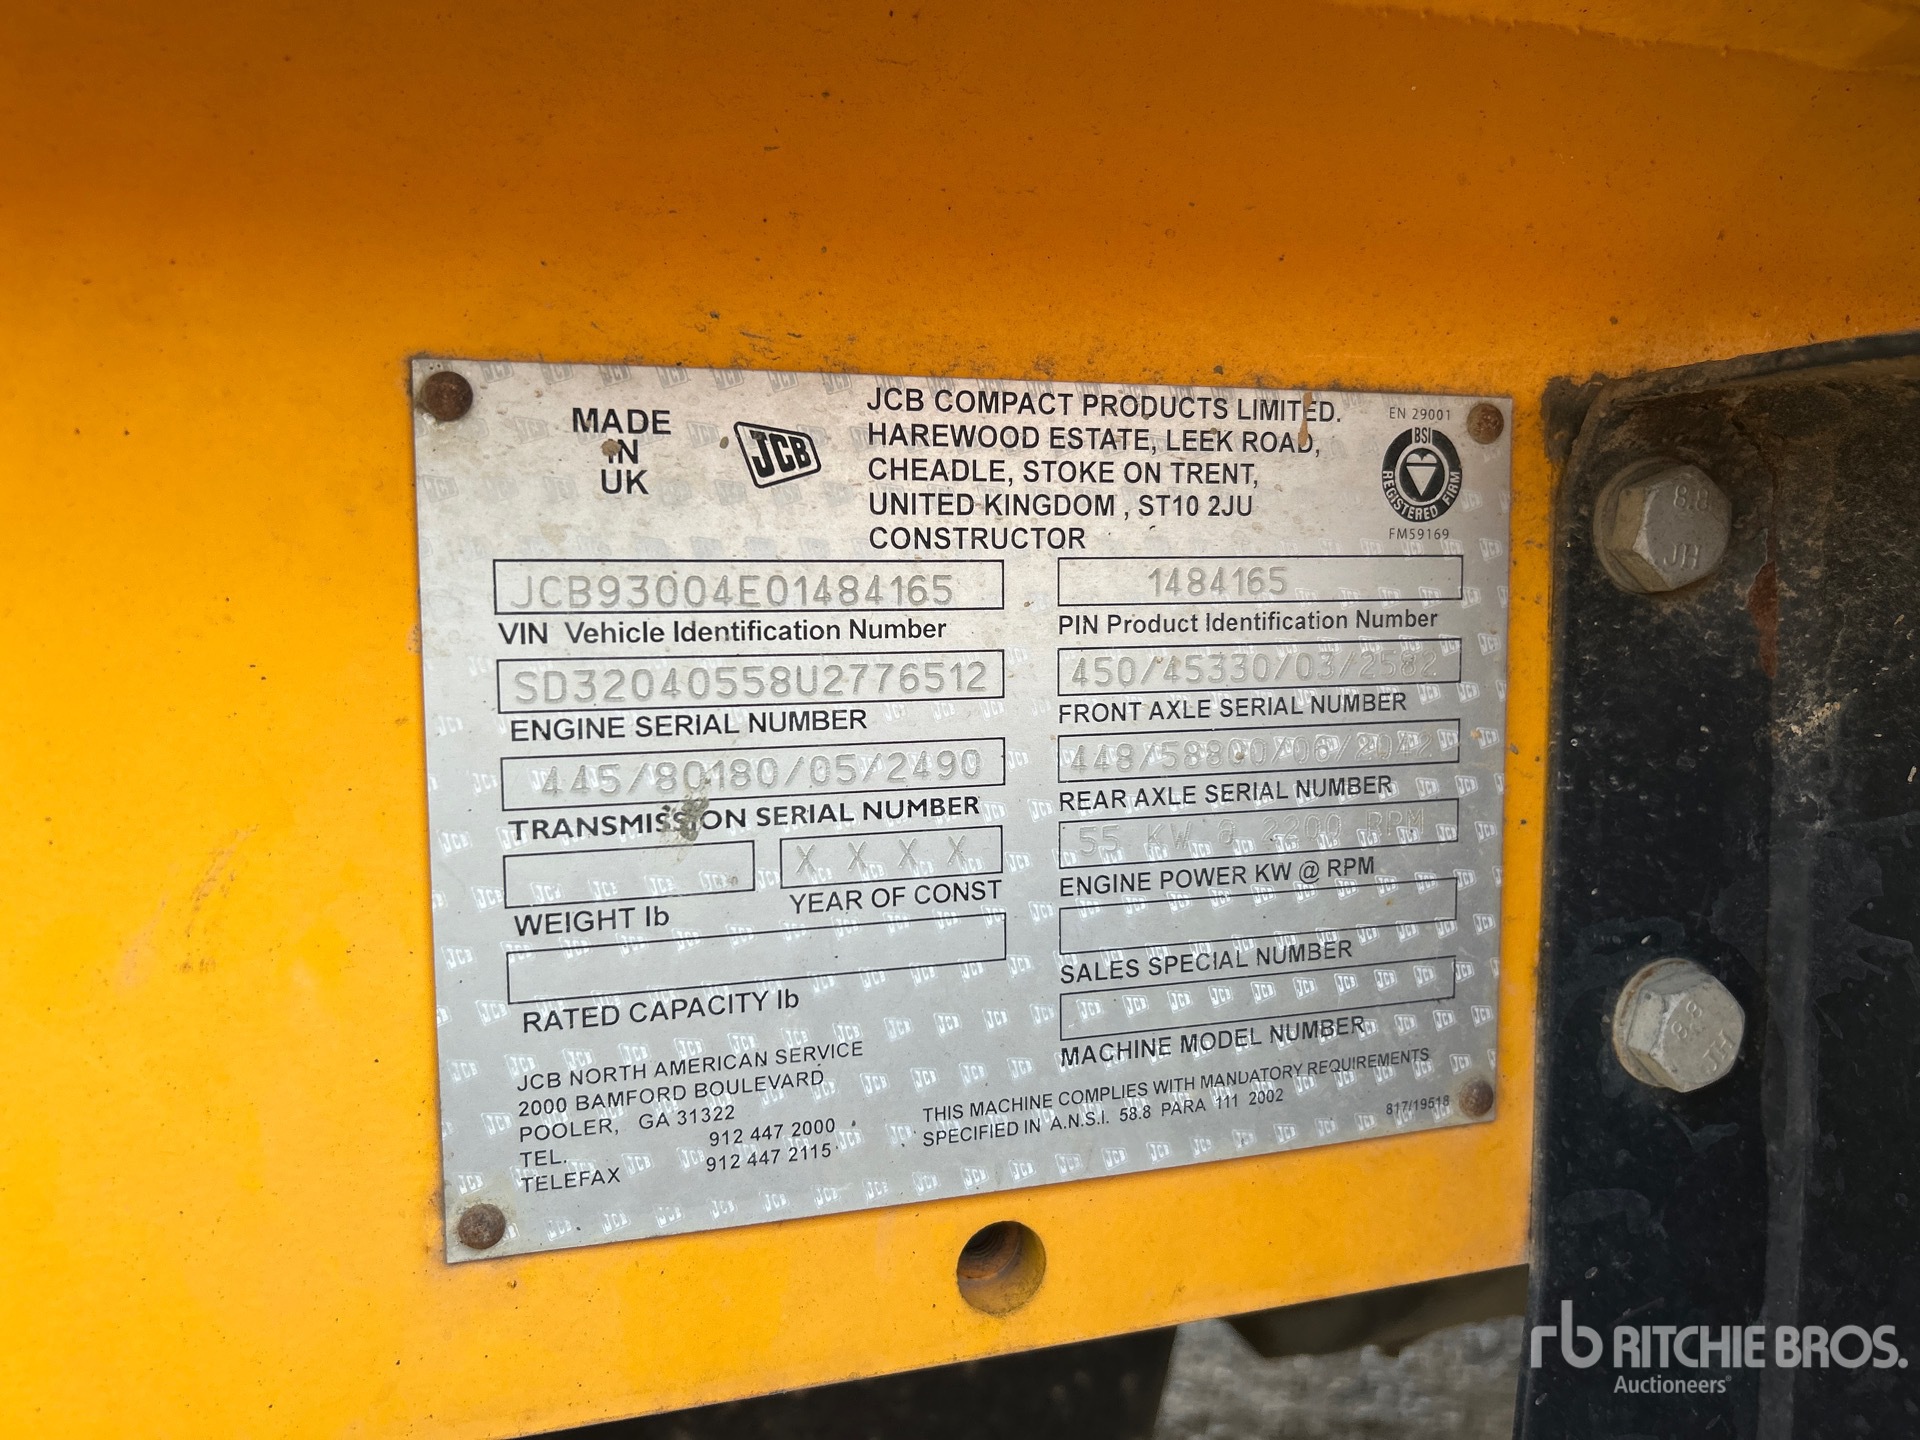 MADE
IN
UK
JCB
JCB COMPACT PRODUCTS LIMITED.
HAREWOOD ESTATE, LEEK ROAD,
CHEADLE, STOKE ON TRENT,
UNITED KINGDOM , ST10 2JU
CONSTRUCTOR
EN 29001
BSI
REGISTERED FIRM
FM59169
JCB93004E01484165
VIN Vehicle Identification Number
SD32040558U2776512
ENGINE SERIAL NUMBER
445/80180/05/2490
TRANSMISSION SERIAL NUMBER
WEIGHT lb
X X X X
YEAR OF CONST
RATED CAPACITY lb
1484165
PIN Product Identification Number
450/45330/03/2582
FRONT AXLE SERIAL NUMBER
448/58800/06/2042
REAR AXLE SERIAL NUMBER
55 KW @ 2200 RPM
ENGINE POWER KW @ RPM
SALES SPECIAL NUMBER
MACHINE MODEL NUMBER
JCB NORTH AMERICAN SERVICE
2000 BAMFORD BOULEVARD
POOLER, GA 31322
TEL. 912 447 2000
TELEFAX 912 447 2115
THIS MACHINE COMPLIES WITH MANDATORY REQUIREMENTS
SPECIFIED IN A.N.S.I. 58.8 PARA 111 2002
817/19518
8.8
JH
8.8
JH
rb RITCHIE BROS.
Auctioneers